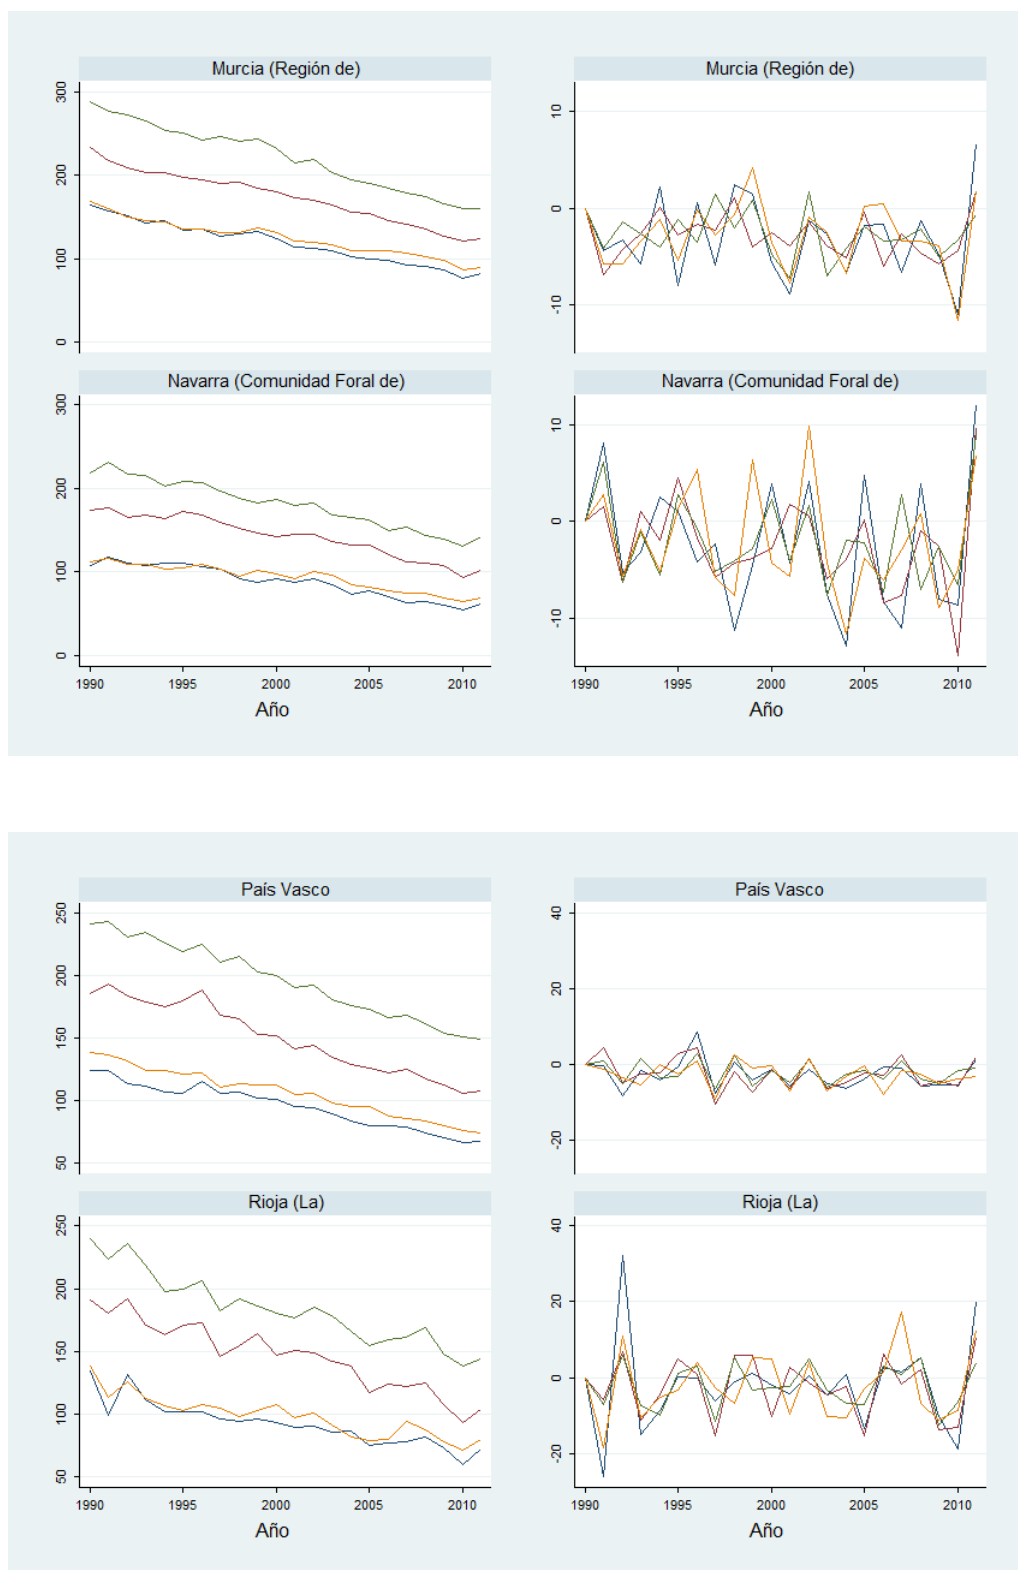 Murcia (Región de)
Murcia (Región de)
300
200
100
0
10
0
-10
Navarra (Comunidad Foral de)
Navarra (Comunidad Foral de)
300
200
100
0
10
0
-10
1990 1995 2000 2005 2010
1990 1995 2000 2005 2010
Año
Año
País Vasco
País Vasco
250
200
150
100
50
40
20
0
-20
Rioja (La)
Rioja (La)
250
200
150
100
50
40
20
0
-20
1990 1995 2000 2005 2010
1990 1995 2000 2005 2010
Año
Año